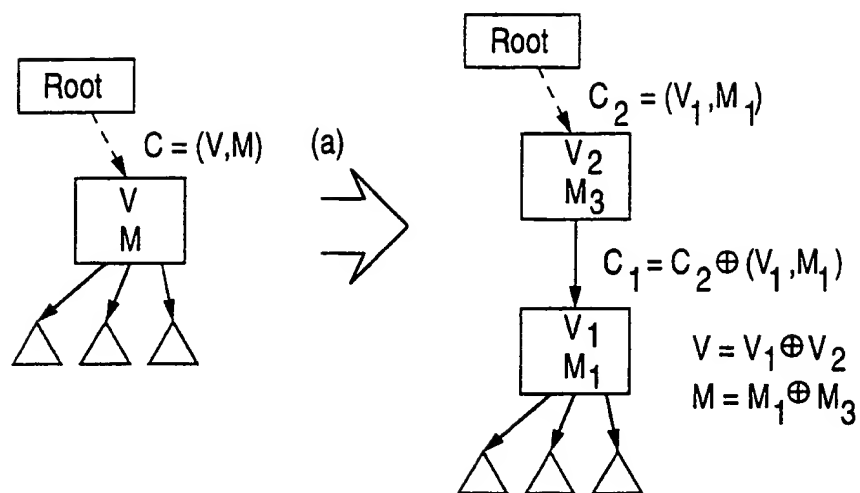 Root
C = (V,M)
V
M
(a)
Root
C₂ = (V₁,M₁)
V₂
M₃
C₁ = C₂ ⊕ (V₁,M₁)
V₁
M₁
V = V₁ ⊕ V₂
M = M₁ ⊕ M₃